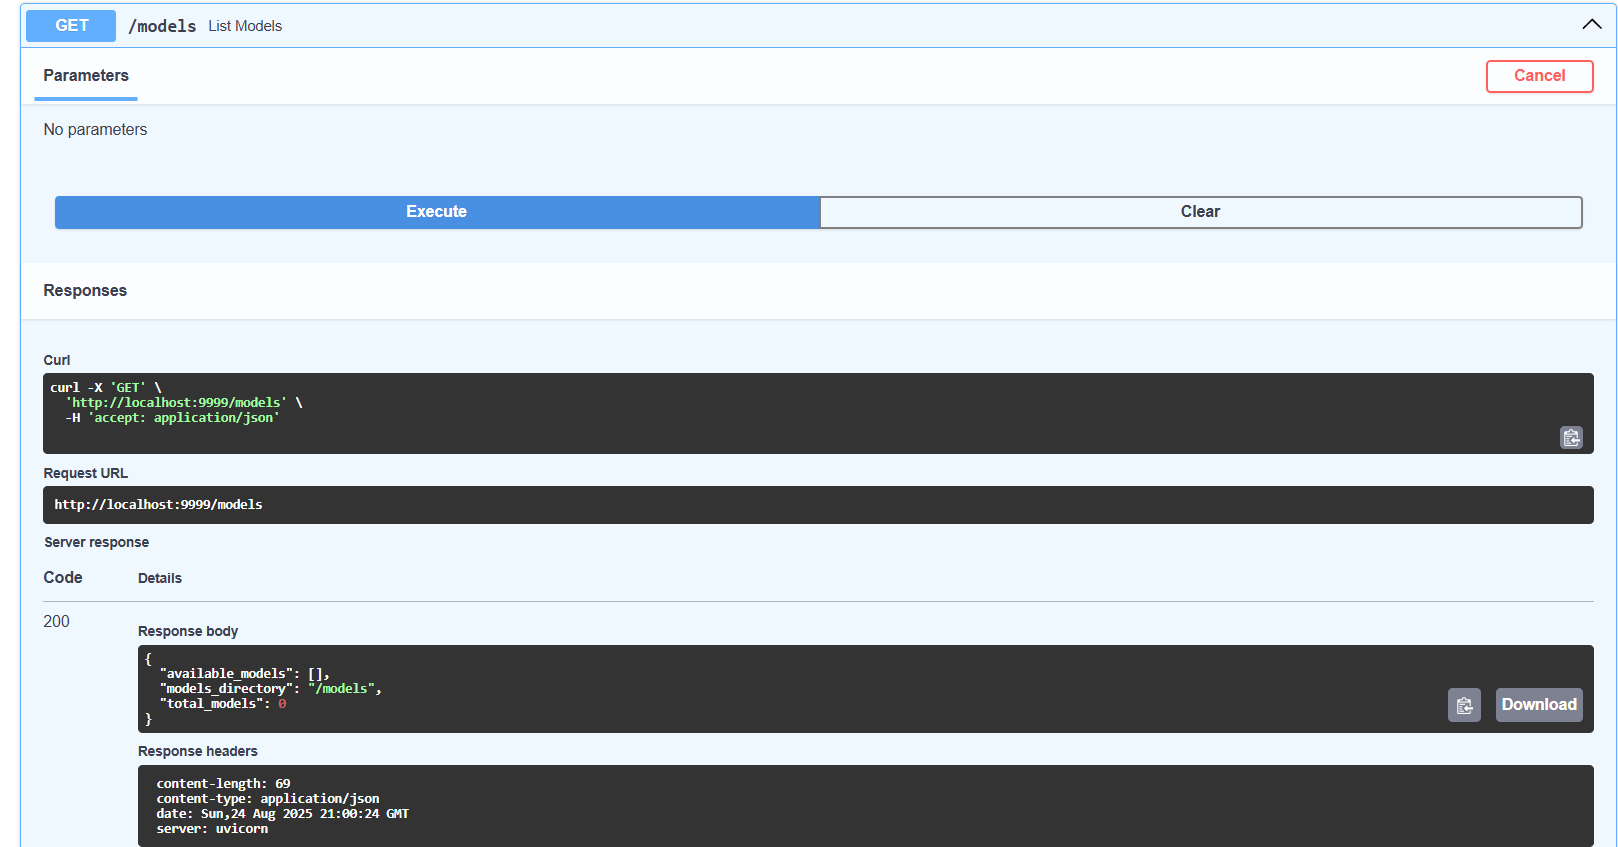 GET /models List Models
Parameters
Cancel
No parameters
Execute
Clear
Responses
Curl
curl -X 'GET' \
  'http://localhost:9999/models' \
  -H 'accept: application/json'
Request URL
http://localhost:9999/models
Server response
Code Details
200
Response body
{
  "available_models": [],
  "models_directory": "/models",
  "total_models": 0
}
Download
Response headers
content-length: 69
content-type: application/json
date: Sun,24 Aug 2025 21:00:24 GMT
server: uvicorn